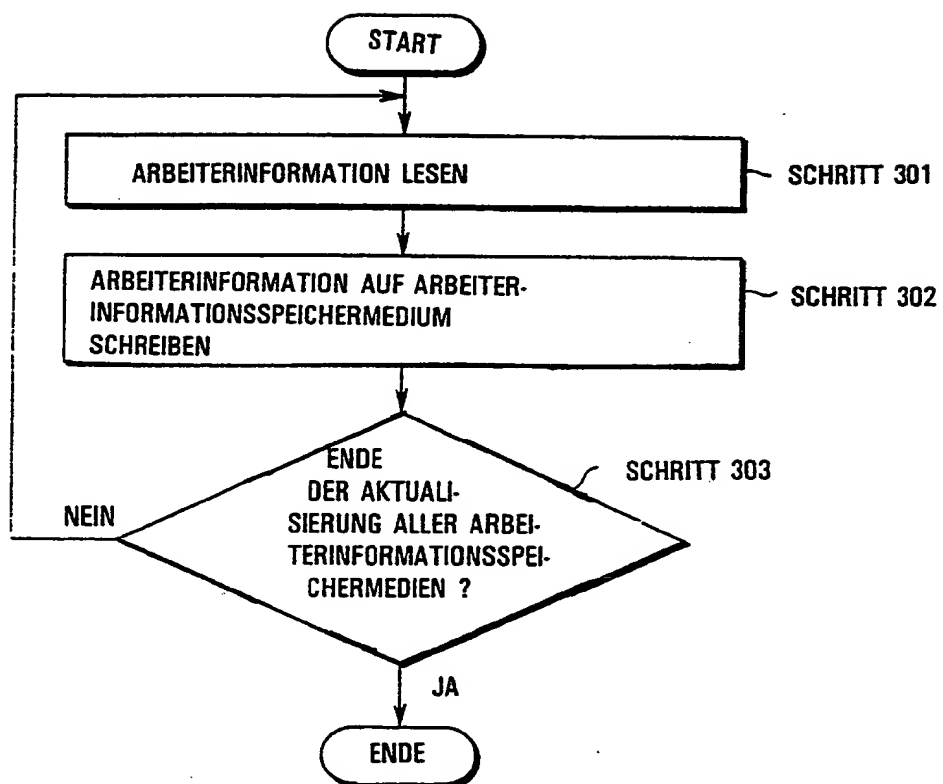 START
ARBEITERINFORMATION LESEN
SCHRITT 301
ARBEITERINFORMATION AUF ARBEITER-
INFORMATIONSSPEICHERMEDIUM
SCHREIBEN
SCHRITT 302
ENDE
DER AKTUALI-
SIERUNG ALLER ARBEI-
TERINFORMATIONSSPEI-
CHERMEDIEN ?
SCHRITT 303
NEIN
JA
ENDE